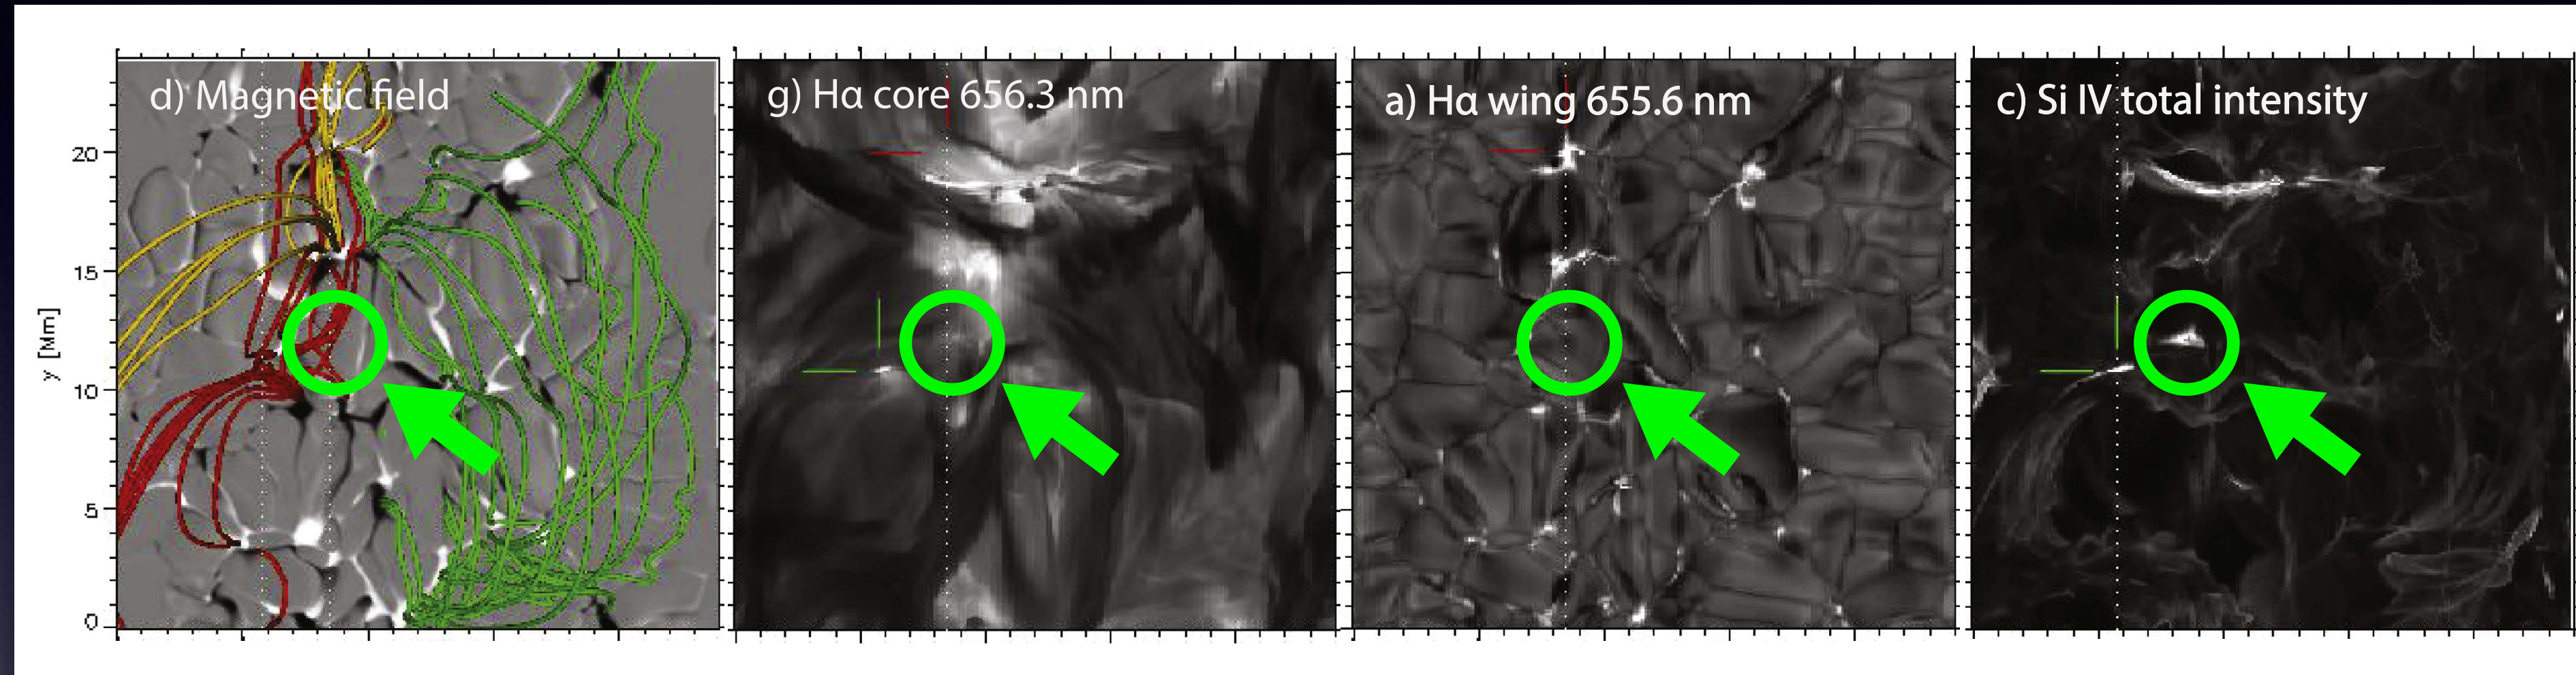 d) Magnetic field
g) Hα core 656.3 nm
a) Hα wing 655.6 nm
c) Si IV total intensity
20
15
10
5
0
y [Mm]